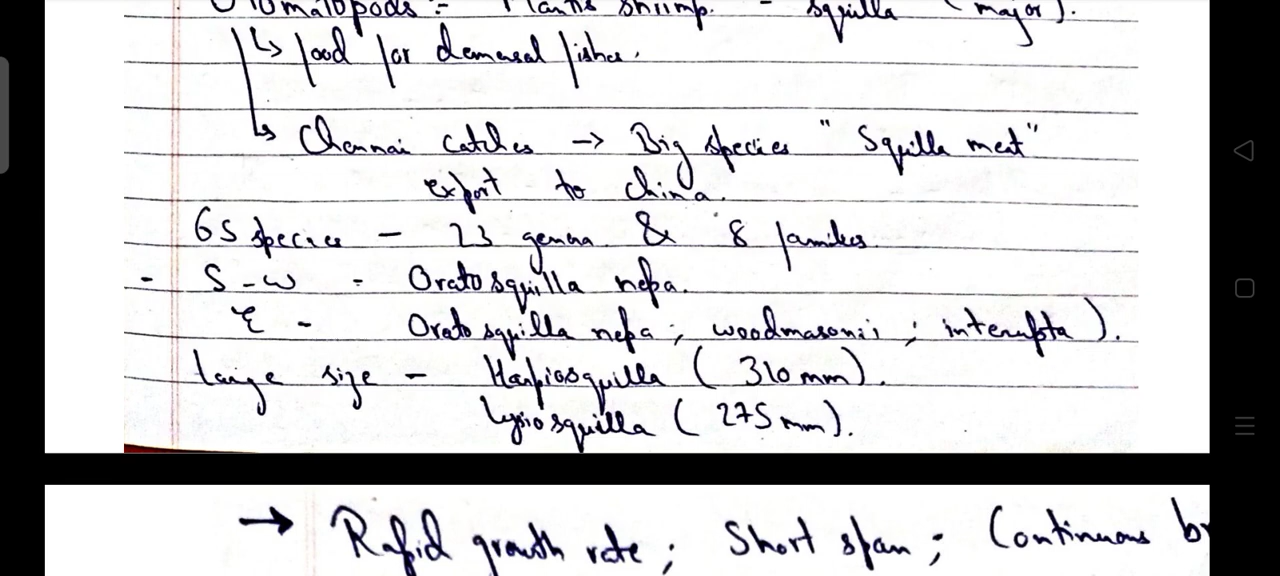 Stomatopods :- Mantis shrimp. - squilla (major).
↳ food for demersal fishes.
↳ Chennai catches → Big species "Squilla meat"
export to china.
65 species - 23 genera & 8 families
- S-W - Oratosquilla nepa.
E - Oratosquilla nepa ; woodmasonii ; interrupta ).
Large size - Harpiosquilla ( 310 mm ).
Lysiosquilla ( 275 mm ).
→ Rapid growth rate ; Short span ; Continuous br